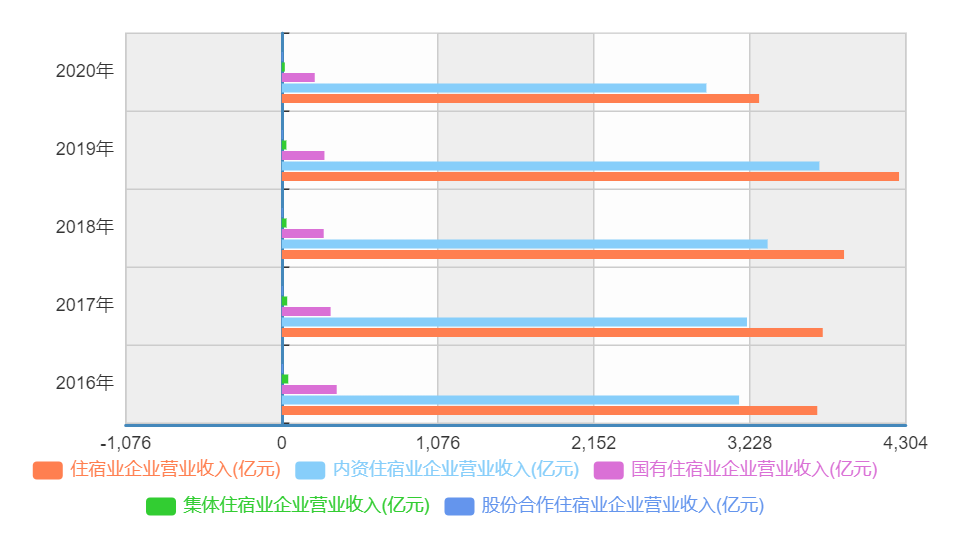 2020年
2019年
2018年
2017年
2016年
-1,076 0 1,076 2,152 3,228 4,304
住宿业企业营业收入(亿元) 内资住宿业企业营业收入(亿元) 国有住宿业企业营业收入(亿元)
集体住宿业企业营业收入(亿元) 股份合作住宿业企业营业收入(亿元)